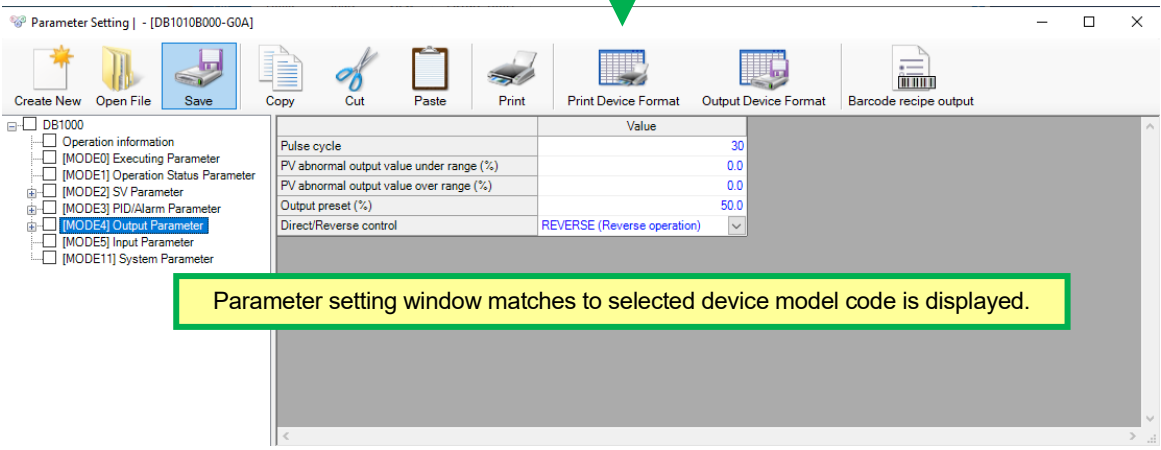 Parameter Setting | - [DB1010B000-G0A]
Create New Open File Save Copy Cut Paste Print Print Device Format Output Device Format Barcode recipe output
DB1000
Operation information
[MODE0] Executing Parameter
[MODE1] Operation Status Parameter
[MODE2] SV Parameter
[MODE3] PID/Alarm Parameter
[MODE4] Output Parameter
[MODE5] Input Parameter
[MODE11] System Parameter
Value
Pulse cycle 30
PV abnormal output value under range (%) 0.0
PV abnormal output value over range (%) 0.0
Output preset (%) 50.0
Direct/Reverse control REVERSE (Reverse operation)
Parameter setting window matches to selected device model code is displayed.